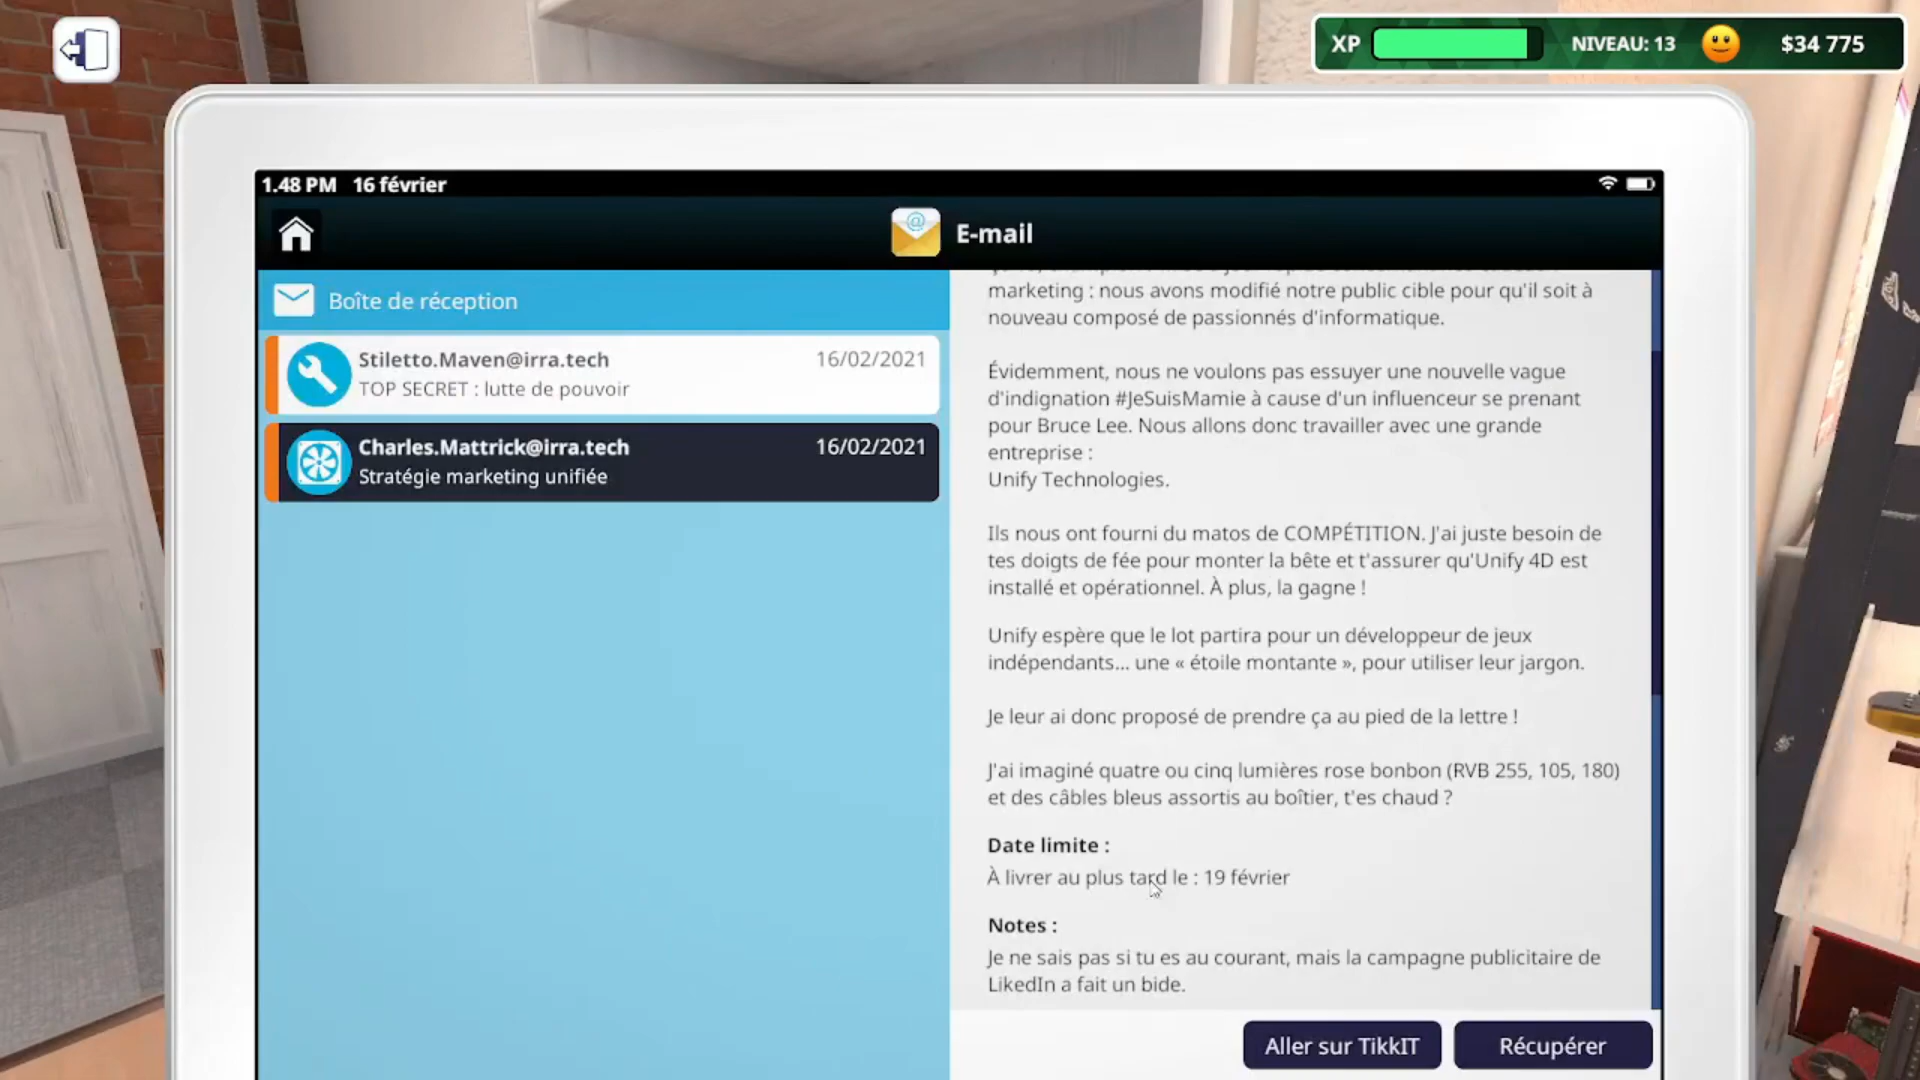 XP
NIVEAU: 13
$34 775
1.48 PM 16 février
E-mail
Boîte de réception
Stiletto.Maven@irra.tech
16/02/2021
TOP SECRET : lutte de pouvoir
Charles.Mattrick@irra.tech
16/02/2021
Stratégie marketing unifiée
marketing : nous avons modifié notre public cible pour qu'il soit à
nouveau composé de passionnés d'informatique.
Évidemment, nous ne voulons pas essuyer une nouvelle vague
d'indignation #JeSuisMamie à cause d'un influenceur se prenant
pour Bruce Lee. Nous allons donc travailler avec une grande
entreprise :
Unify Technologies.
Ils nous ont fourni du matos de COMPÉTITION. J'ai juste besoin de
tes doigts de fée pour monter la bête et t'assurer qu'Unify 4D est
installé et opérationnel. À plus, la gagne !
Unify espère que le lot partira pour un développeur de jeux
indépendants... une « étoile montante », pour utiliser leur jargon.
Je leur ai donc proposé de prendre ça au pied de la lettre !
J'ai imaginé quatre ou cinq lumières rose bonbon (RVB 255, 105, 180)
et des câbles bleus assortis au boîtier, t'es chaud ?
Date limite :
À livrer au plus tard le : 19 février
Notes :
Je ne sais pas si tu es au courant, mais la campagne publicitaire de
LikedIn a fait un bide.
Aller sur TikkIT
Récupérer